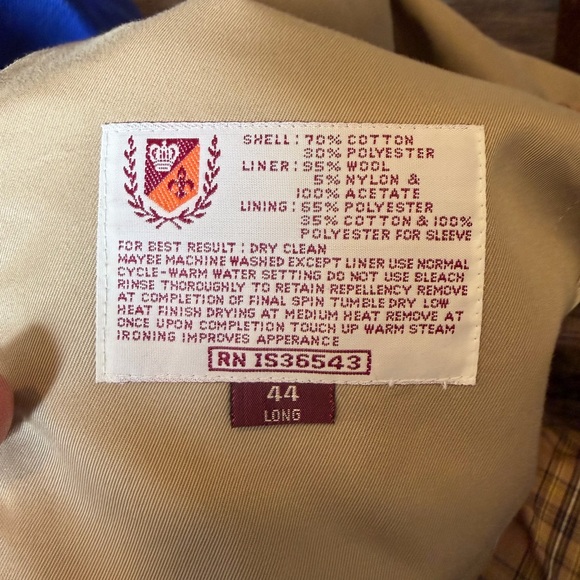 SHELL: 70% COTTON
30% POLYESTER
LINER: 95% WOOL
5% NYLON &
100% ACETATE
LINING: 65% POLYESTER
35% COTTON & 100%
POLYESTER FOR SLEEVE
FOR BEST RESULT: DRY CLEAN
MAYBE MACHINE WASHED EXCEPT LINER USE NORMAL
CYCLE-WARM WATER SETTING DO NOT USE BLEACH
RINSE THOROUGHLY TO RETAIN REPELLENCY REMOVE
AT COMPLETION OF FINAL SPIN TUMBLE DRY LOW
HEAT FINISH DRYING AT MEDIUM HEAT REMOVE AT
ONCE UPON COMPLETION TOUCH UP WARM STEAM
IRONING IMPROVES APPERANCE
RN IS36543
44
LONG